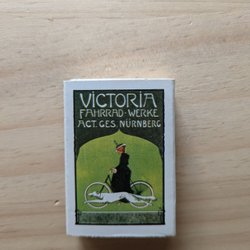 VICTORIA
FAHRRAD-WERKE
ACT. GES. NÜRNBERG